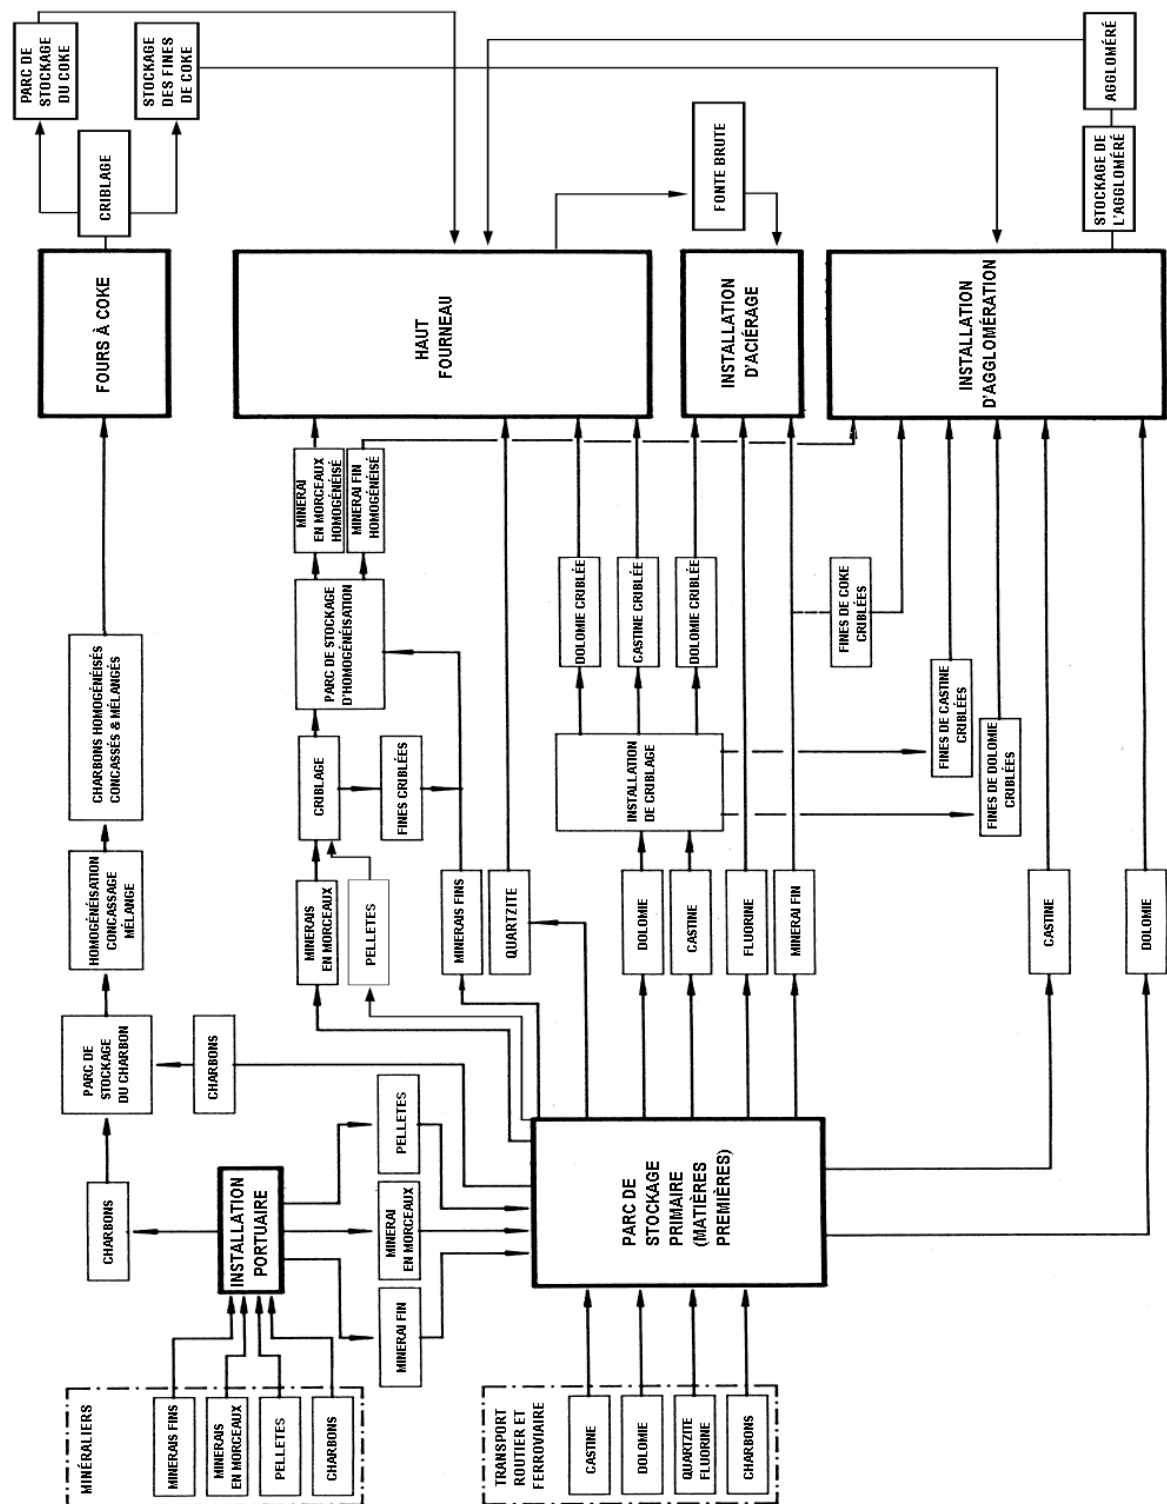 MINÉRALIERS
MINERAIS FINS
MINERAIS
EN MORCEAUX
PELLETES
CHARBONS
TRANSPORT
ROUTIER ET
FERROVIAIRE
CASTINE
DOLOMIE
QUARTZITE
FLUORINE
CHARBONS
CHARBONS
INSTALLATION
PORTUAIRE
MINERAI FIN
MINERAI
EN MORCEAUX
PELLETES
PARC DE
STOCKAGE
PRIMAIRE
(MATIÈRES
PREMIÈRES)
PARC DE
STOCKAGE
DU CHARBON
CHARBONS
HOMOGÉNÉISATION
CONCASSAGE
MÉLANGE
MINERAIS
EN MORCEAUX
PELLETES
MINERAIS FINS
QUARTZITE
DOLOMIE
CASTINE
FLUORINE
MINERAI FIN
CASTINE
DOLOMIE
CHARBONS HOMOGÉNÉISÉS
CONCASSÉS & MÉLANGÉS
CRIBLAGE
FINES CRIBLÉES
INSTALLATION
DE CRIBLAGE
FINES DE CASTINE
CRIBLÉES
FINES DE DOLOMIE
CRIBLÉES
PARC DE STOCKAGE
D'HOMOGÉNÉISATION
DOLOMIE CRIBLÉE
CASTINE CRIBLÉE
DOLOMIE CRIBLÉE
FINES DE COKE
CRIBLÉES
MINERAI
EN MORCEAUX
HOMOGÉNÉISÉ
MINERAI FIN
HOMOGÉNÉISÉ
FOURS À COKE
HAUT
FOURNEAU
INSTALLATION
D'ACIÉRAGE
INSTALLATION
D'AGGLOMÉRATION
CRIBLAGE
FONTE BRUTE
STOCKAGE DE
L'AGGLOMÉRÉ
PARC DE
STOCKAGE
DU COKE
STOCKAGE
DES FINES
DE COKE
AGGLOMÉRÉ